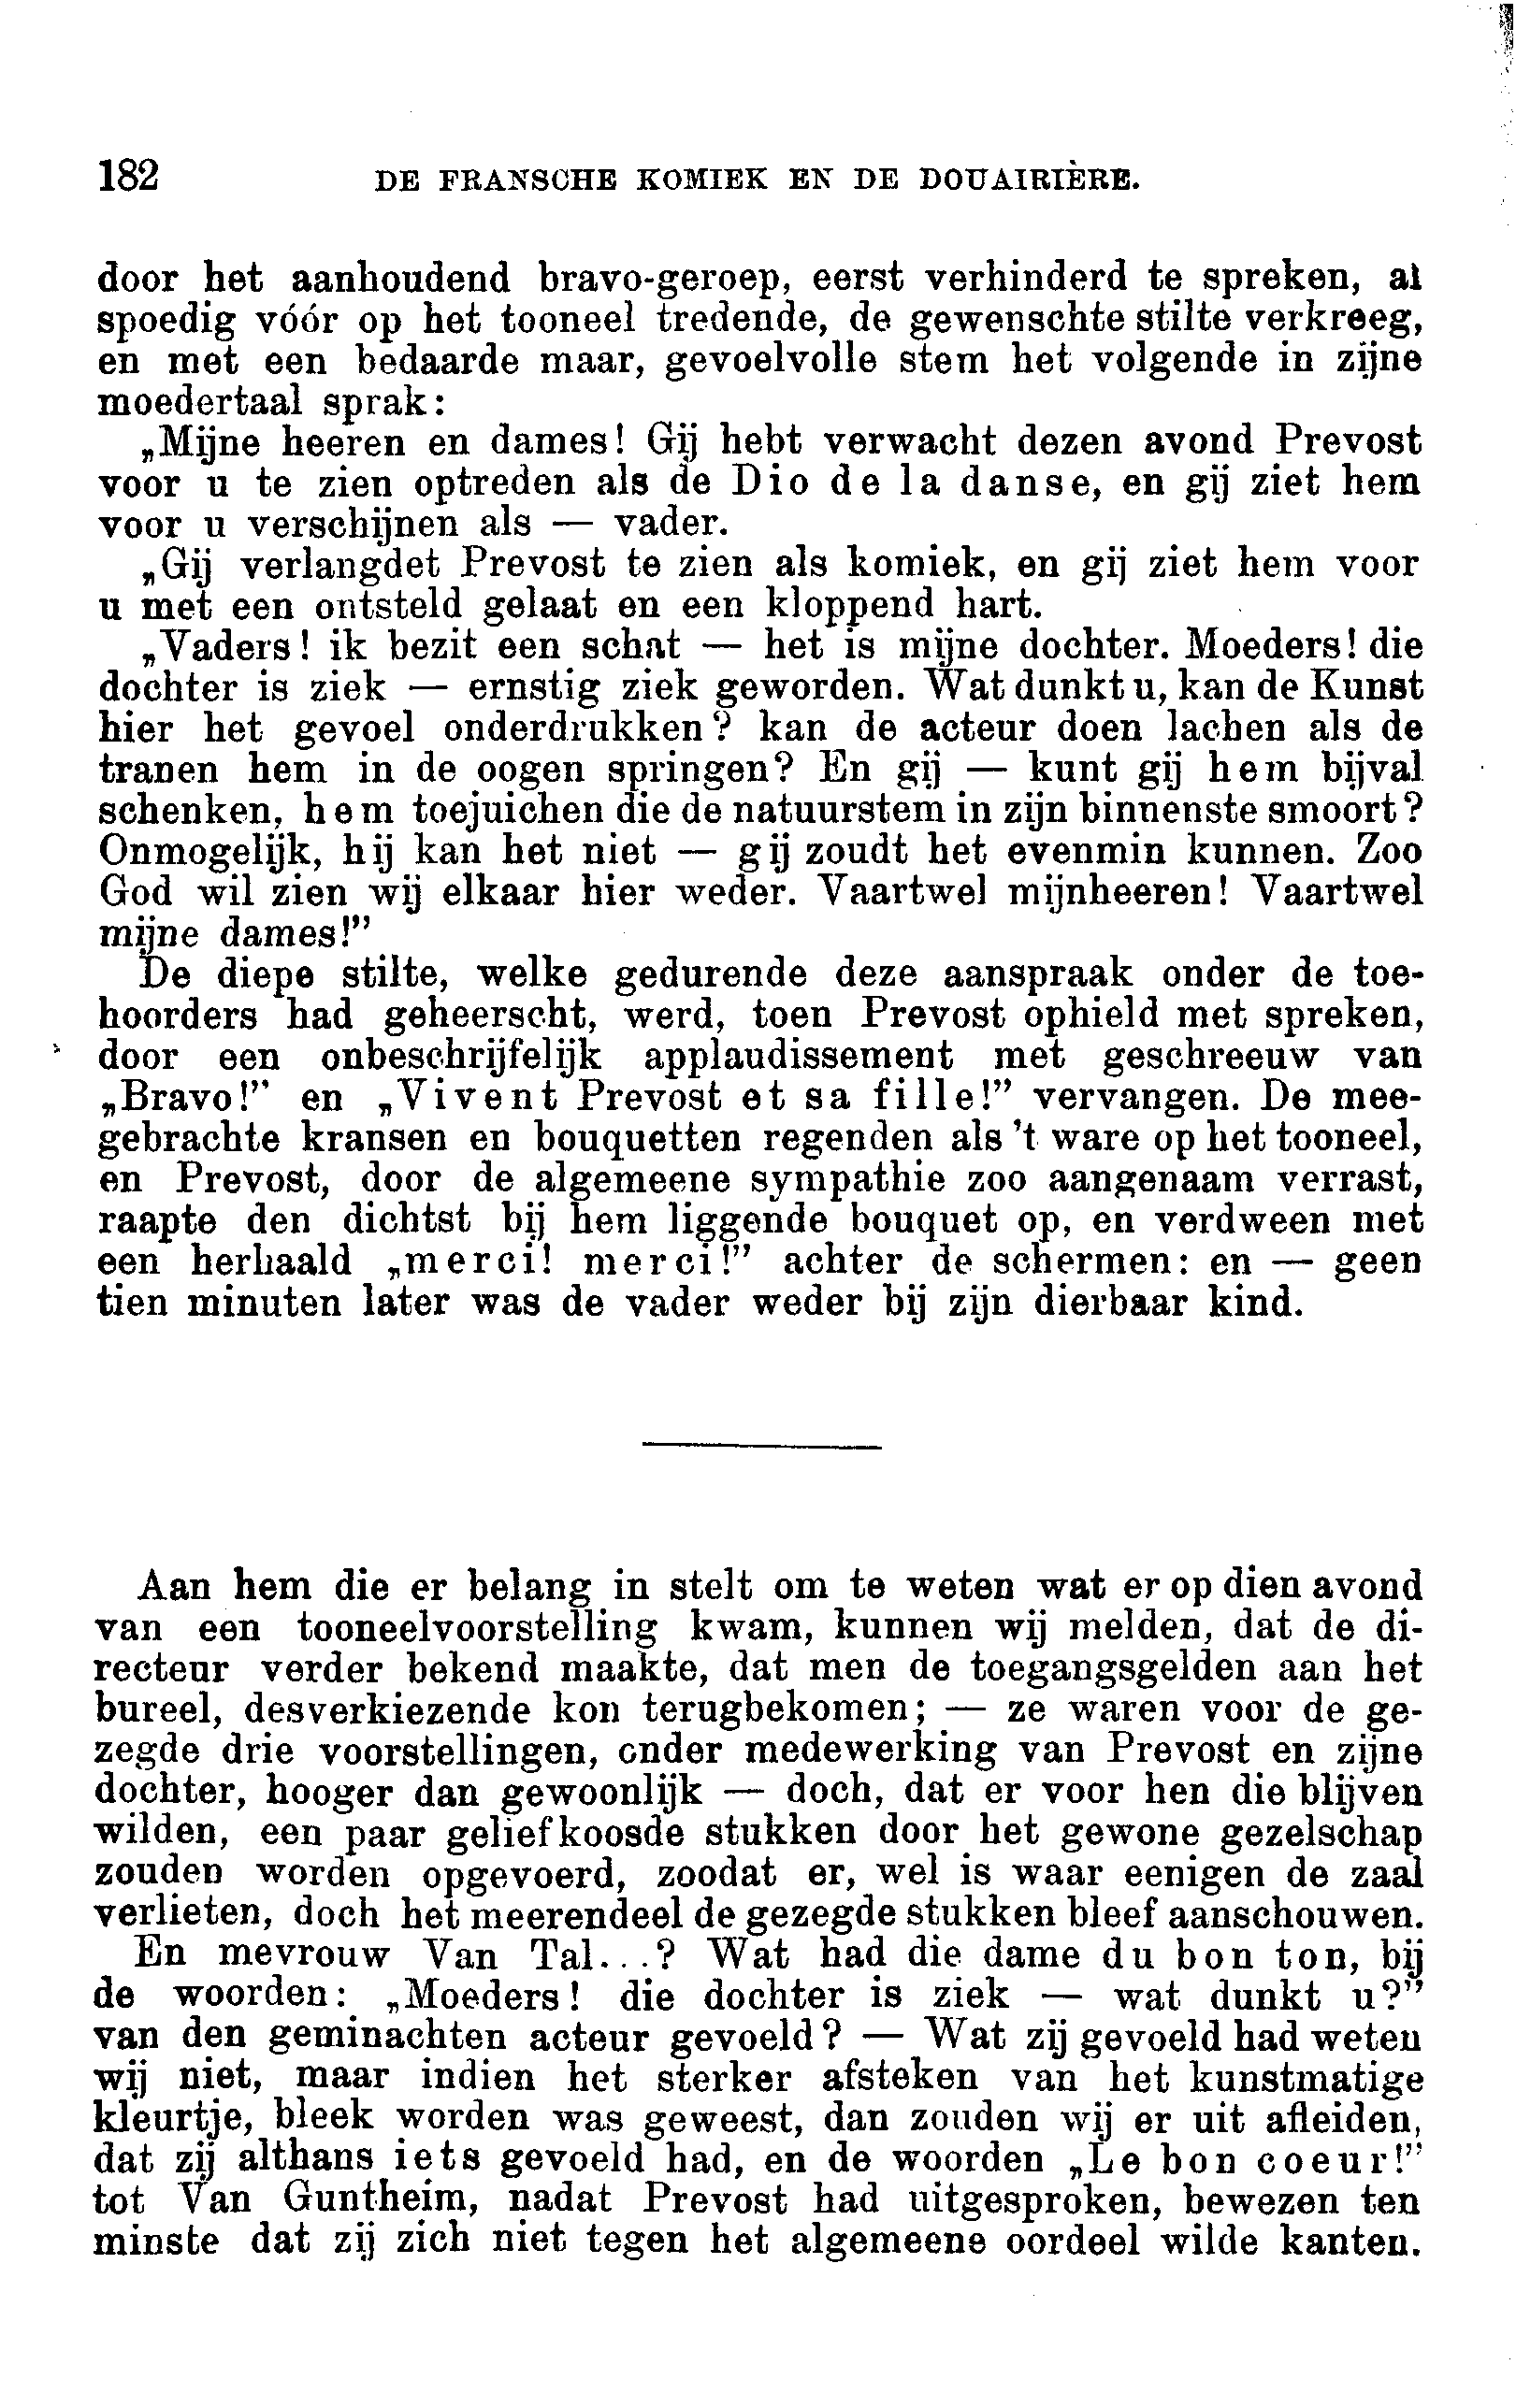 182 DE FRANSCHE KOMIEK EN DE DOUAIRIÈRE.
door het aanhoudend bravo-geroep, eerst verhinderd te spreken, al
spoedig vóór op het tooneel tredende, de gewenschte stilte verkreeg,
en met een bedaarde maar, gevoelvolle stem het volgende in zijne
moedertaal sprak:
„Mijne heeren en dames! Gij hebt verwacht dezen avond Prevost
voor u te zien optreden als de Dio de la danse, en gij ziet hem
voor u verschijnen als — vader.
„Gij verlangdet Prevost te zien als komiek, en gij ziet hem voor
u met een ontsteld gelaat en een kloppend hart.
„Vaders! ik bezit een schat — het is mijne dochter. Moeders! die
dochter is ziek — ernstig ziek geworden. Wat dunkt u, kan de Kunst
hier het gevoel onderdrukken? kan de acteur doen lachen als de
tranen hem in de oogen springen? En gij — kunt gij hem bijval
schenken, hem toejuichen die de natuurstem in zijn binnenste smoort?
Onmogelijk, hij kan het niet — gij zoudt het evenmin kunnen. Zoo
God wil zien wij elkaar hier weder. Vaartwel mijnheeren! Vaartwel
mijne dames!”
De diepe stilte, welke gedurende deze aanspraak onder de toe-
hoorders had geheerscht, werd, toen Prevost ophield met spreken,
door een onbeschrijfelijk applaudissement met geschreeuw van
„Bravo!” en „Vivent Prevost et sa fille!” vervangen. De mee-
gebrachte kransen en bouquetten regenden als 't ware op het tooneel,
en Prevost, door de algemeene sympathie zoo aangenaam verrast,
raapte den dichtst bij hem liggende bouquet op, en verdween met
een herhaald „merci! merci!” achter de schermen: en — geen
tien minuten later was de vader weder bij zijn dierbaar kind.
Aan hem die er belang in stelt om te weten wat er op dien avond
van een tooneelvoorstelling kwam, kunnen wij melden, dat de di-
recteur verder bekend maakte, dat men de toegangsgelden aan het
bureel, desverkiezende kon terugbekomen; — ze waren voor de ge-
zegde drie voorstellingen, onder medewerking van Prevost en zijne
dochter, hooger dan gewoonlijk — doch, dat er voor hen die blijven
wilden, een paar geliefkoosde stukken door het gewone gezelschap
zouden worden opgevoerd, zoodat er, wel is waar eenigen de zaal
verlieten, doch het meerendeel de gezegde stukken bleef aanschouwen.
En mevrouw Van Tal...? Wat had die dame du bon ton, bij
de woorden: „Moeders! die dochter is ziek — wat dunkt u?”
van den geminachten acteur gevoeld? — Wat zij gevoeld had weten
wij niet, maar indien het sterker afsteken van het kunstmatige
kleurtje, bleek worden was geweest, dan zouden wij er uit afleiden,
dat zij althans iets gevoeld had, en de woorden „Le bon coeur!”
tot Van Guntheim, nadat Prevost had uitgesproken, bewezen ten
minste dat zij zich niet tegen het algemeene oordeel wilde kanten.